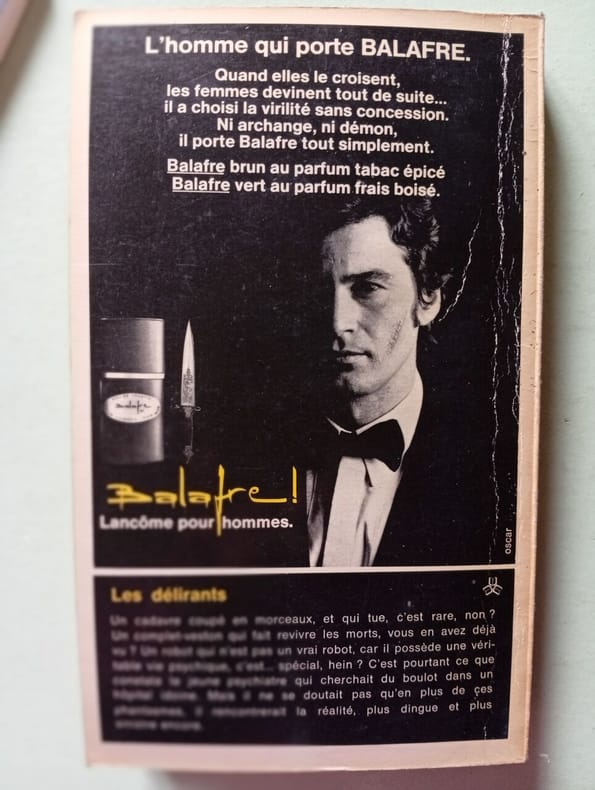 L'homme qui porte BALAFRE.
Quand elles le croisent,
les femmes devinent tout de suite...
il a choisi la virilité sans concession.
Ni archange, ni démon,
il porte Balafre tout simplement.
Balafre brun au parfum tabac épicé
Balafre vert au parfum frais boisé.
Balafre
Balafre!
Lancôme pour hommes.
oscar
Les délirants
Un cadavre coupé en morceaux, et qui tue, c'est rare, non ?
Un complet-veston qui fait revivre les morts, vous en avez déjà
vu ? Un robot qui n'est pas un vrai robot, car il possède une véri-
table vie psychique, c'est... spécial, hein ? C'est pourtant ce que
constate le jeune psychiatre qui cherchait du boulot dans un
hôpital idoine. Mais il ne se doutait pas qu'en plus de ces
phantasmes, il rencontrerait la réalité, plus dingue et plus
sinistre encore.